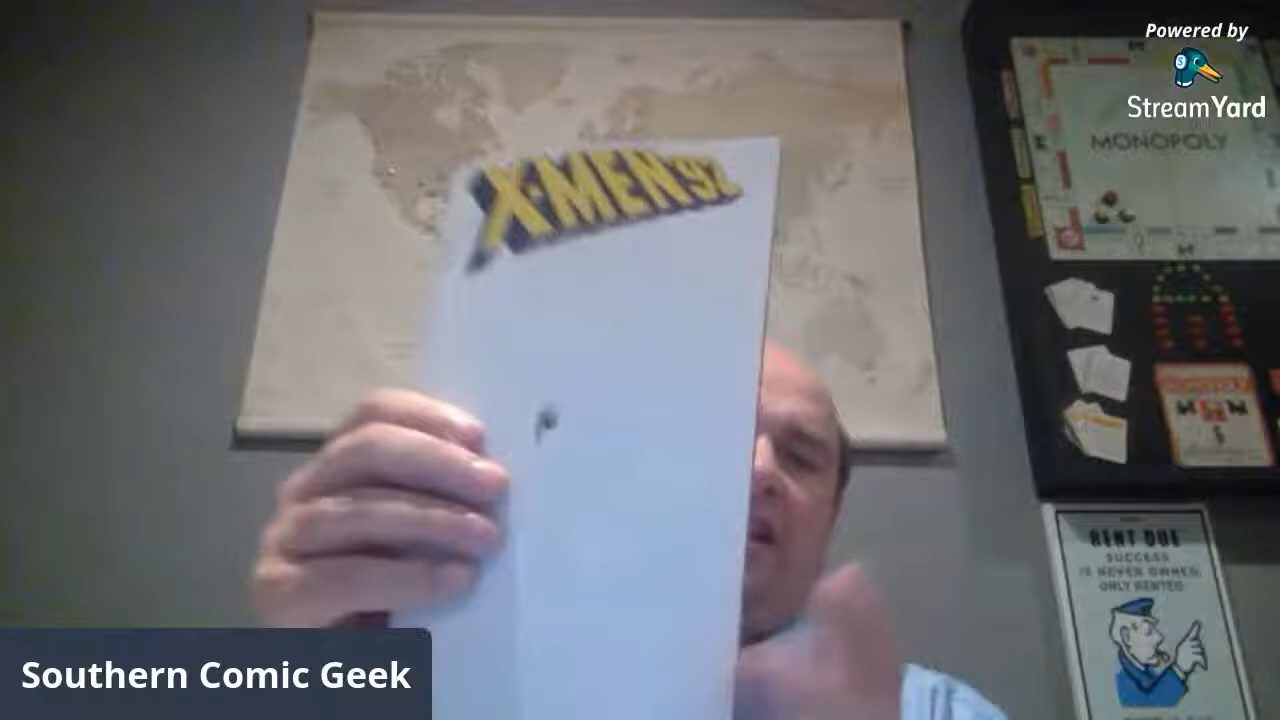 Powered by
StreamYard
MONOPOLY
X-MEN'92
RENT DUE
SUCCESS
IS NEVER OWNED,
ONLY RENTED
Southern Comic Geek